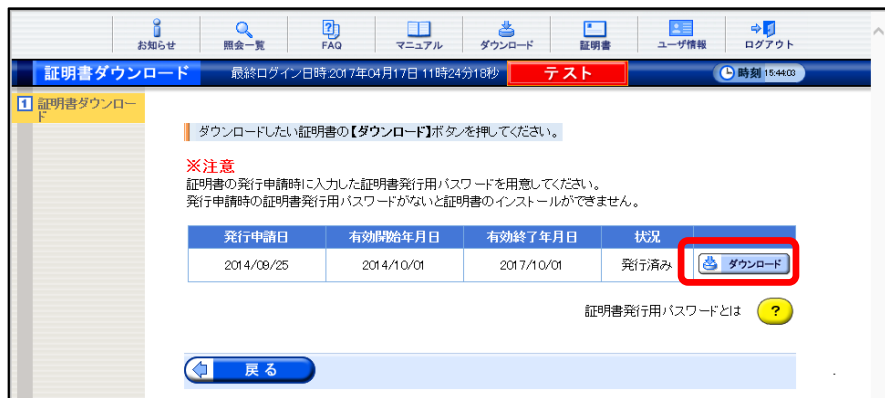 お知らせ 照会一覧 FAQ マニュアル ダウンロード 証明書 ユーザ情報 ログアウト
証明書ダウンロード 最終ログイン日時:2017年04月17日 11時24分18秒 テスト 時刻 15:44:03
1 証明書ダウンロー
ド
ダウンロードしたい証明書の【ダウンロード】ボタンを押してください。
※注意
証明書の発行申請時に入力した証明書発行用パスワードを用意してください。
発行申請時の証明書発行用パスワードがないと証明書のインストールができません。
発行申請日 有効開始年月日 有効終了年月日 状況
2014/09/25 2014/10/01 2017/10/01 発行済み ダウンロード
証明書発行用パスワードとは ?
戻る